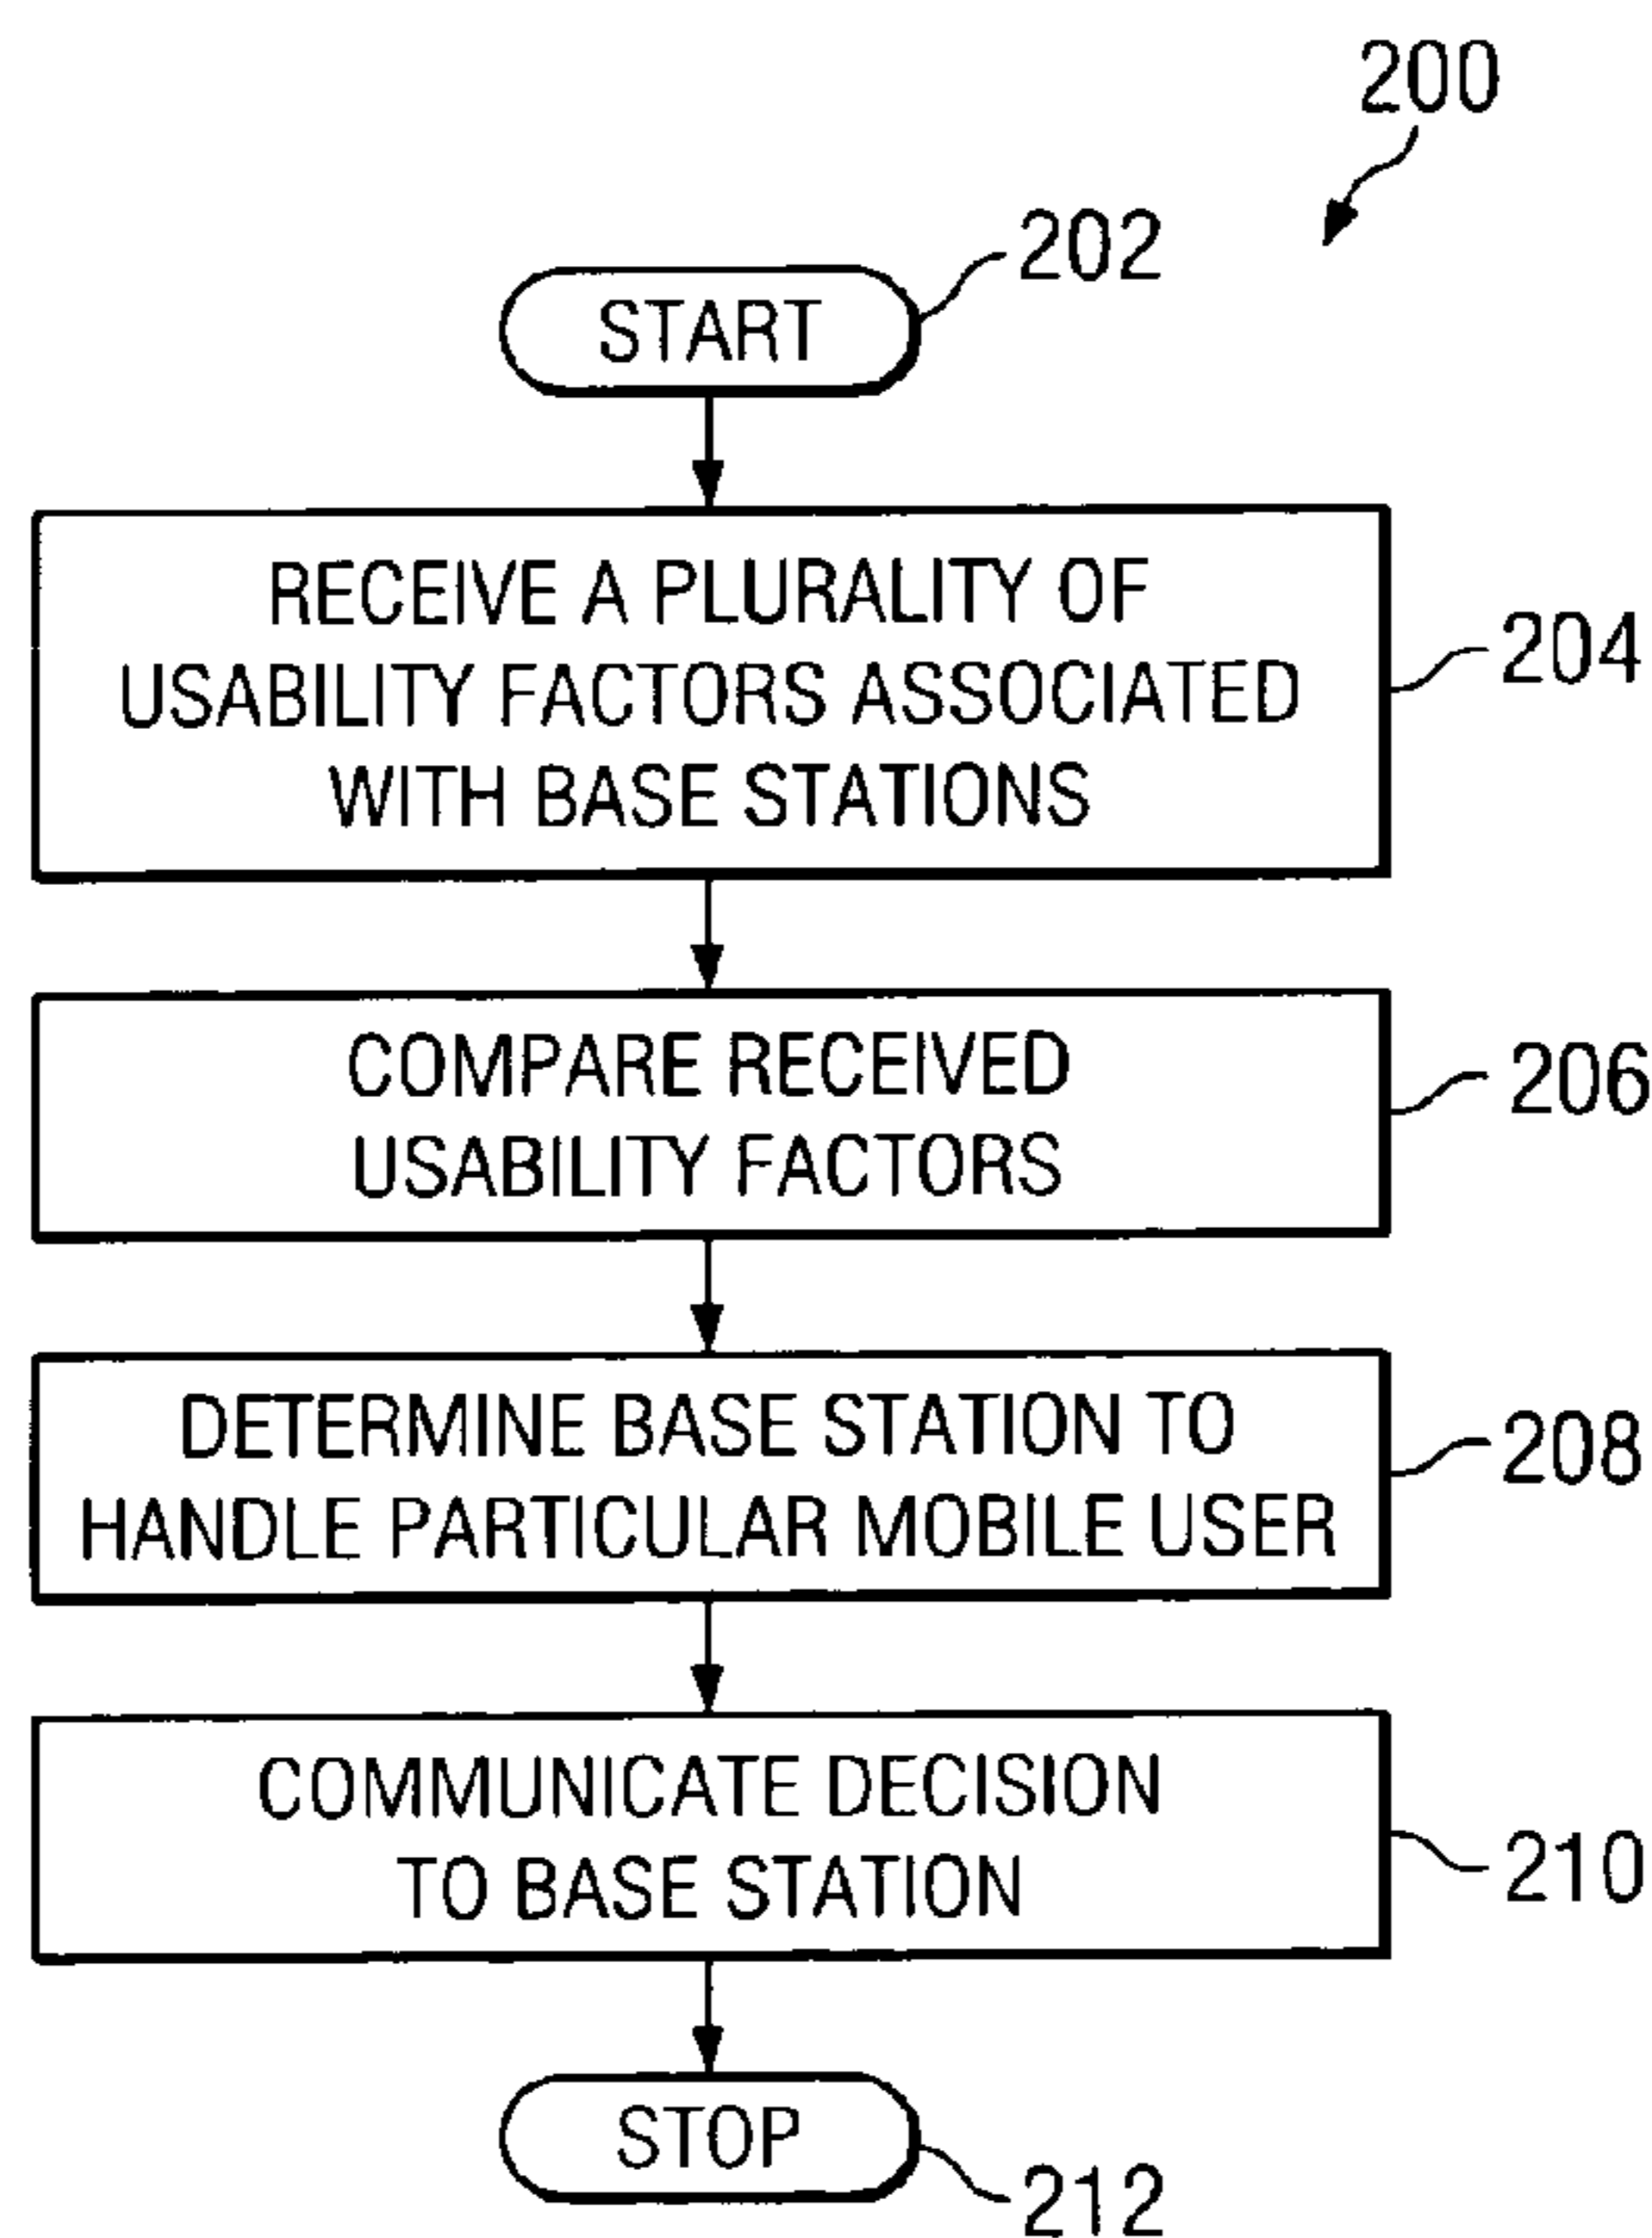 200
202
START
RECEIVE A PLURALITY OF
USABILITY FACTORS ASSOCIATED
WITH BASE STATIONS
204
COMPARE RECEIVED
USABILITY FACTORS
206
DETERMINE BASE STATION TO
HANDLE PARTICULAR MOBILE USER
208
COMMUNICATE DECISION
TO BASE STATION
210
STOP
212